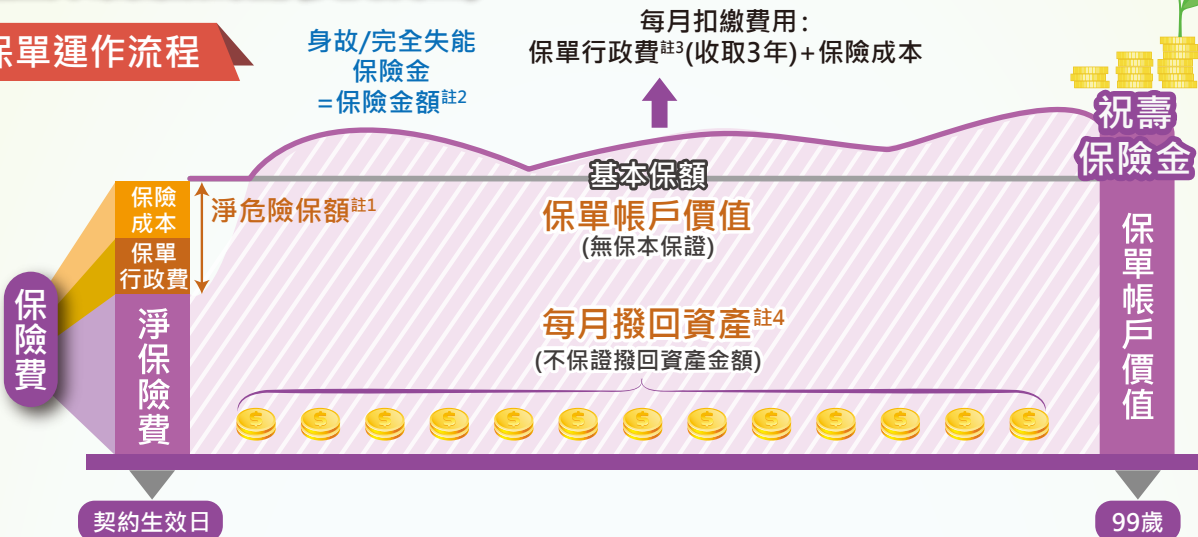 保單運作流程
身故/完全失能
保險金
=保險金額註2
每月扣繳費用：
保單行政費註3(收取3年)+保險成本
祝壽
保險金
基本保額
保險
成本
淨危險保額註1
保單帳戶價值
(無保本保證)
保單
行政費
保險費
淨保險費
每月撥回資產註4
(不保證撥回資產金額)
保單帳戶價值
契約生效日
99歲